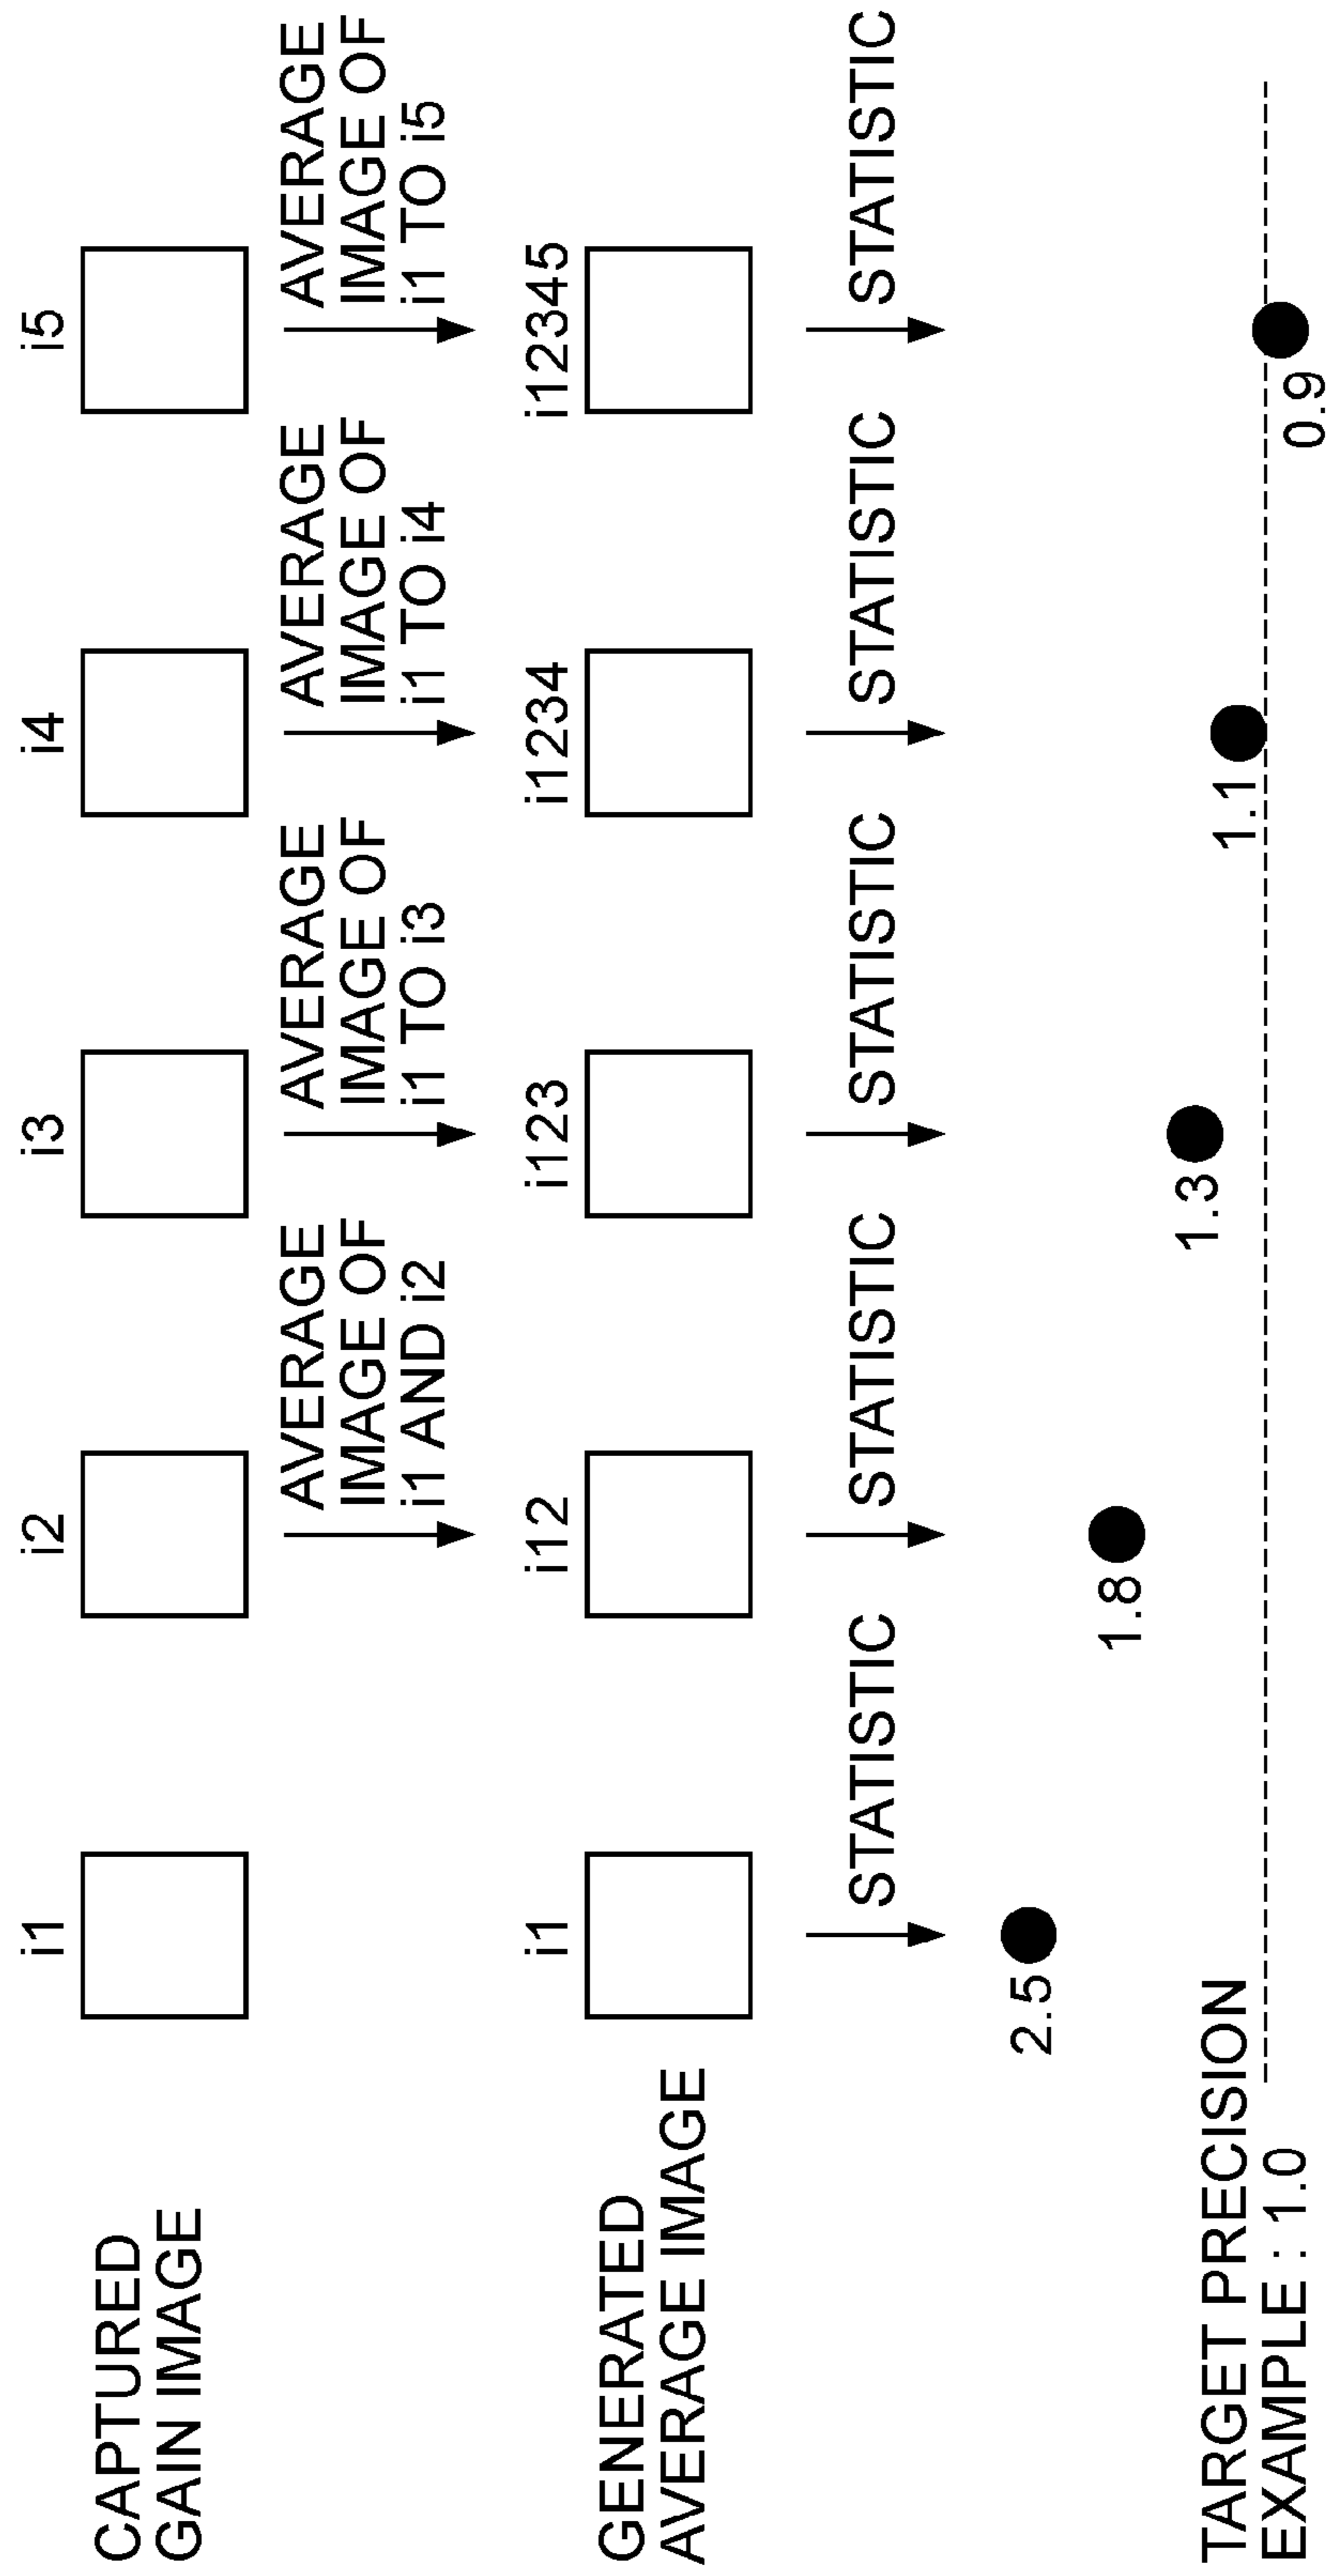 i1
i2
i3
i4
i5
CAPTURED
GAIN IMAGE
AVERAGE
IMAGE OF
i1 AND i2
AVERAGE
IMAGE OF
i1 TO i3
AVERAGE
IMAGE OF
i1 TO i4
AVERAGE
IMAGE OF
i1 TO i5
i1
i12
i123
i1234
i12345
GENERATED
AVERAGE IMAGE
STATISTIC
STATISTIC
STATISTIC
STATISTIC
STATISTIC
2.5
1.8
1.3
1.1
0.9
TARGET PRECISION
EXAMPLE : 1.0